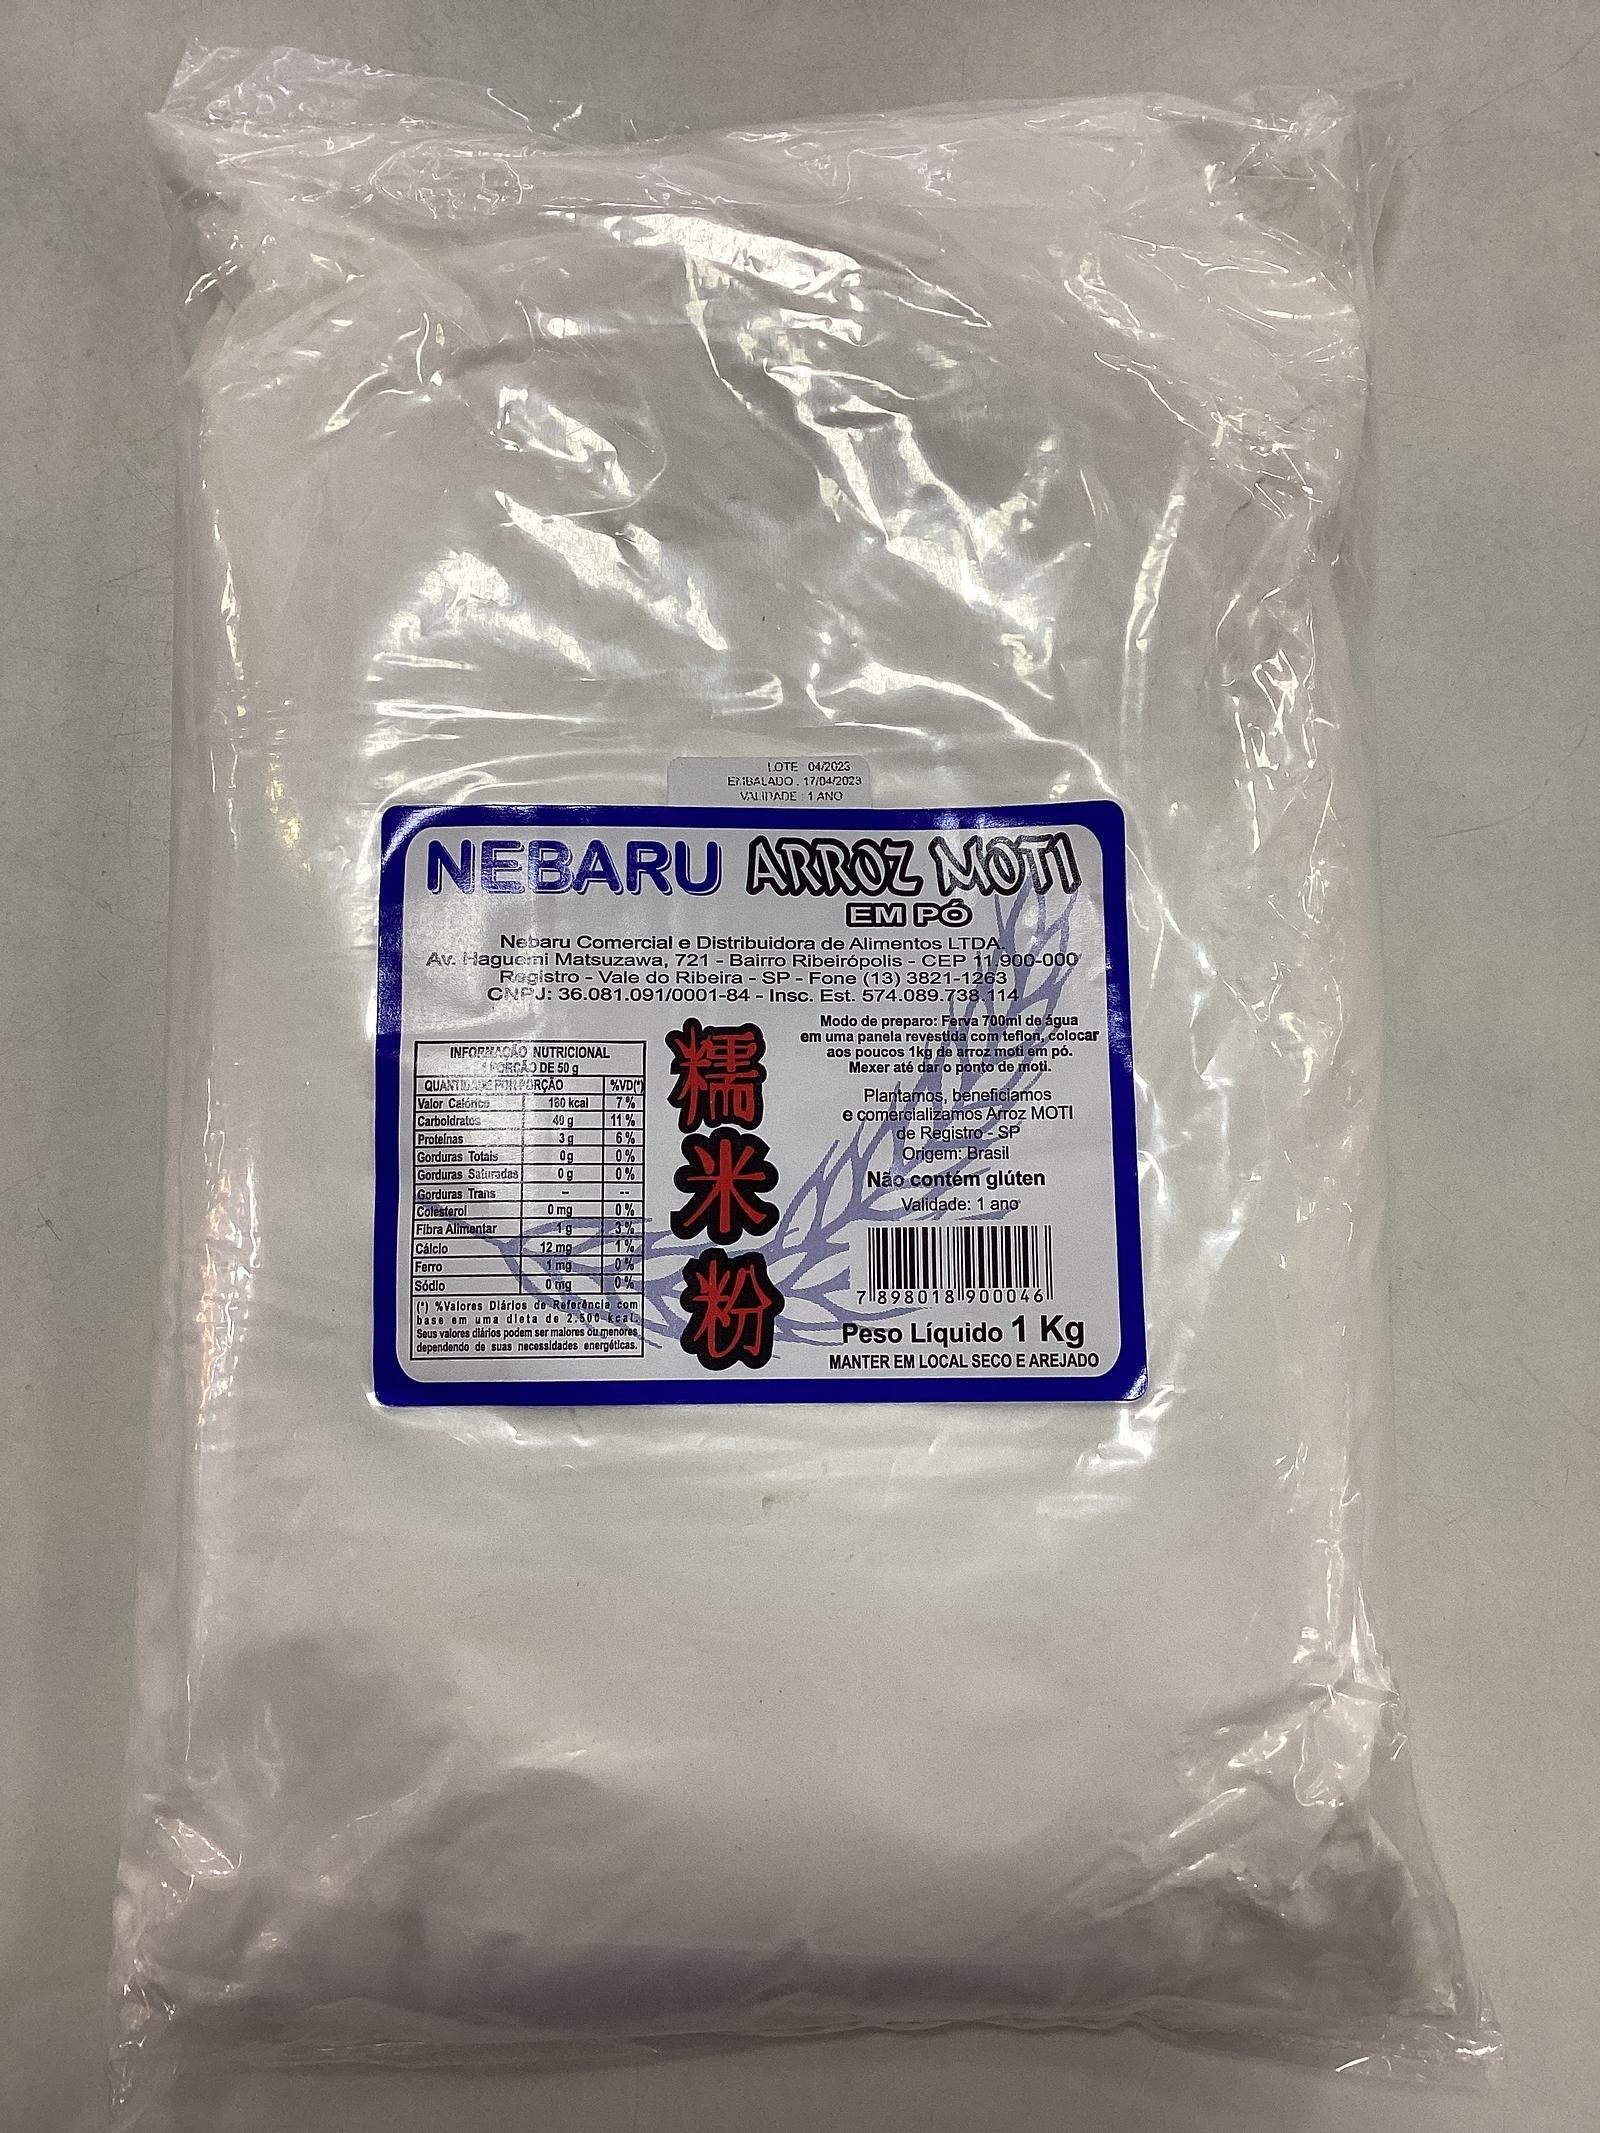 LOTE 04/2023
EMBALADO . 17/04/2023
VALIDADE : 1 ANO
NEBARU ARROZ MOTI
EM PÓ
Nebaru Comercial e Distribuidora de Alimentos LTDA.
Av. Haguemi Matsuzawa, 721 - Bairro Ribeirópolis - CEP 11.900-000
Registro - Vale do Ribeira - SP - Fone (13) 3821-1263
CNPJ: 36.081.091/0001-84 - Insc. Est. 574.089.738.114
INFORMAÇÃO NUTRICIONAL
PORÇÃO DE 50 g
QUANTIDADE POR PORÇÃO %VD(*)
Valor Calórico 180 kcal 7 %
Carboidratos 40 g 11 %
Proteínas 3 g 6 %
Gorduras Totais 0 g 0 %
Gorduras Saturadas 0 g 0 %
Gorduras Trans -- --
Colesterol 0 mg 0 %
Fibra Alimentar 1 g 3 %
Cálcio 12 mg 1 %
Ferro 1 mg 0 %
Sódio 0 mg 0 %
(*) %Valores Diários de Referência com
base em uma dieta de 2.500 kcal.
Seus valores diários podem ser maiores ou menores
dependendo de suas necessidades energéticas.
糯
米
粉
Modo de preparo: Ferva 700ml de água
em uma panela revestida com teflon, colocar
aos poucos 1kg de arroz moti em pó.
Mexer até dar o ponto de moti.
Plantamos, beneficiamos
e comercializamos Arroz MOTI
de Registro - SP
Origem: Brasil
Não contém glúten
Validade: 1 ano
7 898018 900046
Peso Líquido 1 Kg
MANTER EM LOCAL SECO E AREJADO